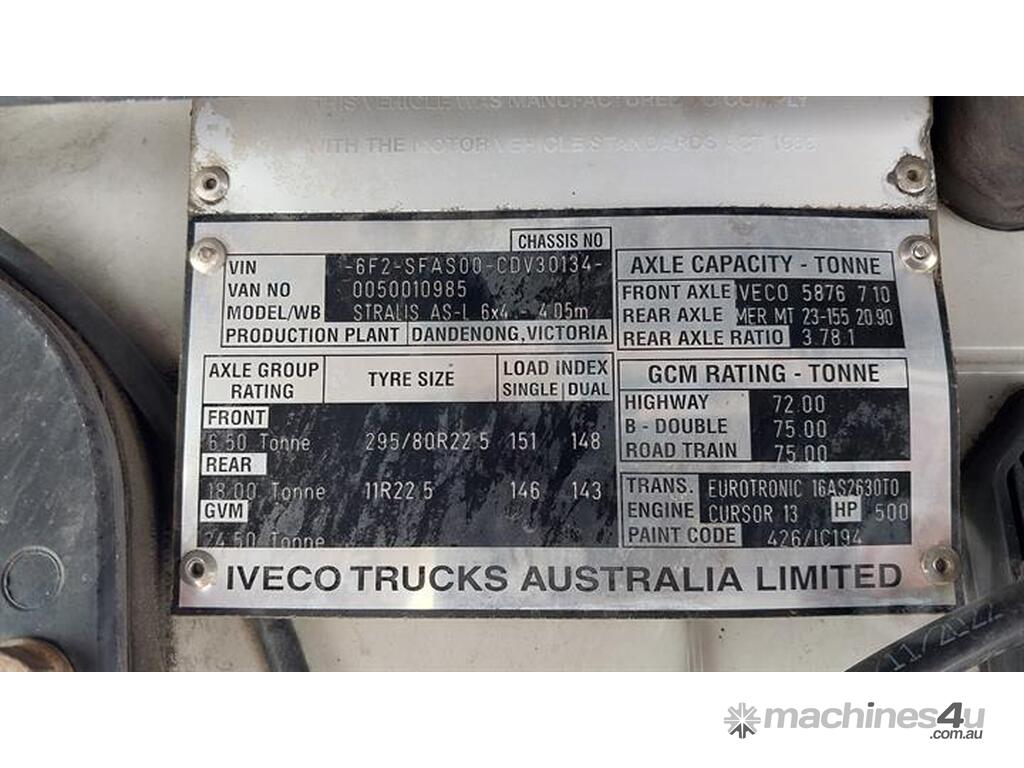 THIS VEHICLE WAS MANUFACTURED TO COMPLY
WITH THE MOTOR VEHICLE STANDARDS ACT 1989
CHASSIS NO
VIN -6F2-SFAS00-CDV30134-
VAN NO 0050010985
MODEL/WB STRALIS AS-L 6x4 - 4.05m
PRODUCTION PLANT DANDENONG, VICTORIA
AXLE GROUP RATING TYRE SIZE LOAD INDEX
SINGLE DUAL
FRONT
6.50 Tonne 295/80R22.5 151 148
REAR
18.00 Tonne 11R22.5 146 143
GVM
24.50 Tonne
AXLE CAPACITY - TONNE
FRONT AXLE IVECO 5876 7.10
REAR AXLE MER MT 23-155 20.90
REAR AXLE RATIO 3.78:1
GCM RATING - TONNE
HIGHWAY 72.00
B - DOUBLE 75.00
ROAD TRAIN 75.00
TRANS. EUROTRONIC 16AS2630TO
ENGINE CURSOR 13 HP 500
PAINT CODE 426/IC194
IVECO TRUCKS AUSTRALIA LIMITED
machines4u
.com.au